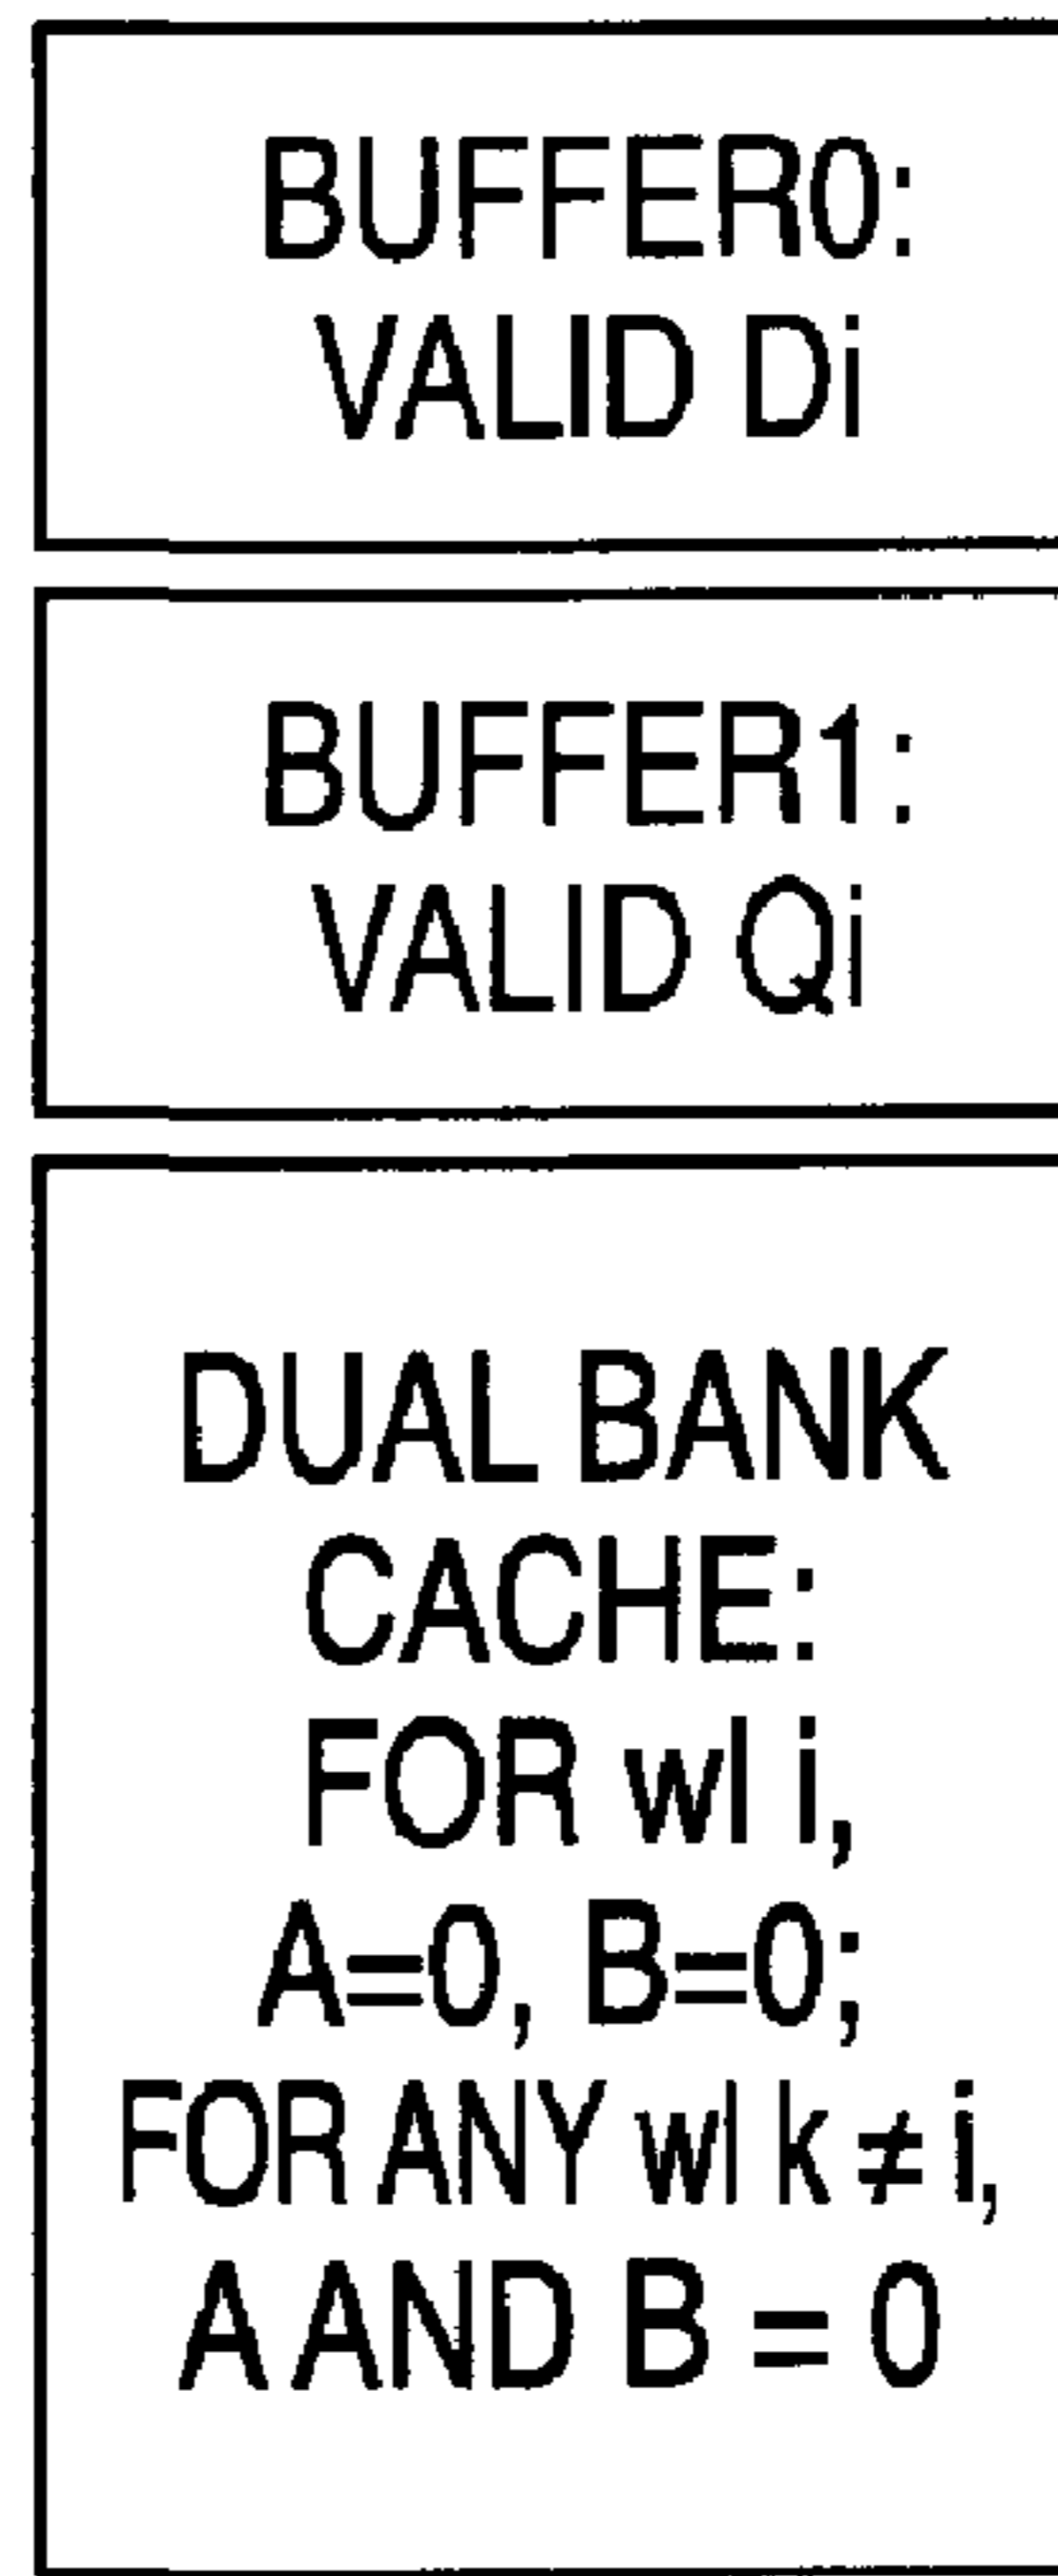 BUFFER0:
VALID Di
BUFFER1:
VALID Qi
DUAL BANK
CACHE:
FOR wl i,
A=0, B=0;
FOR ANY wl k ≠ i,
A AND B = 0